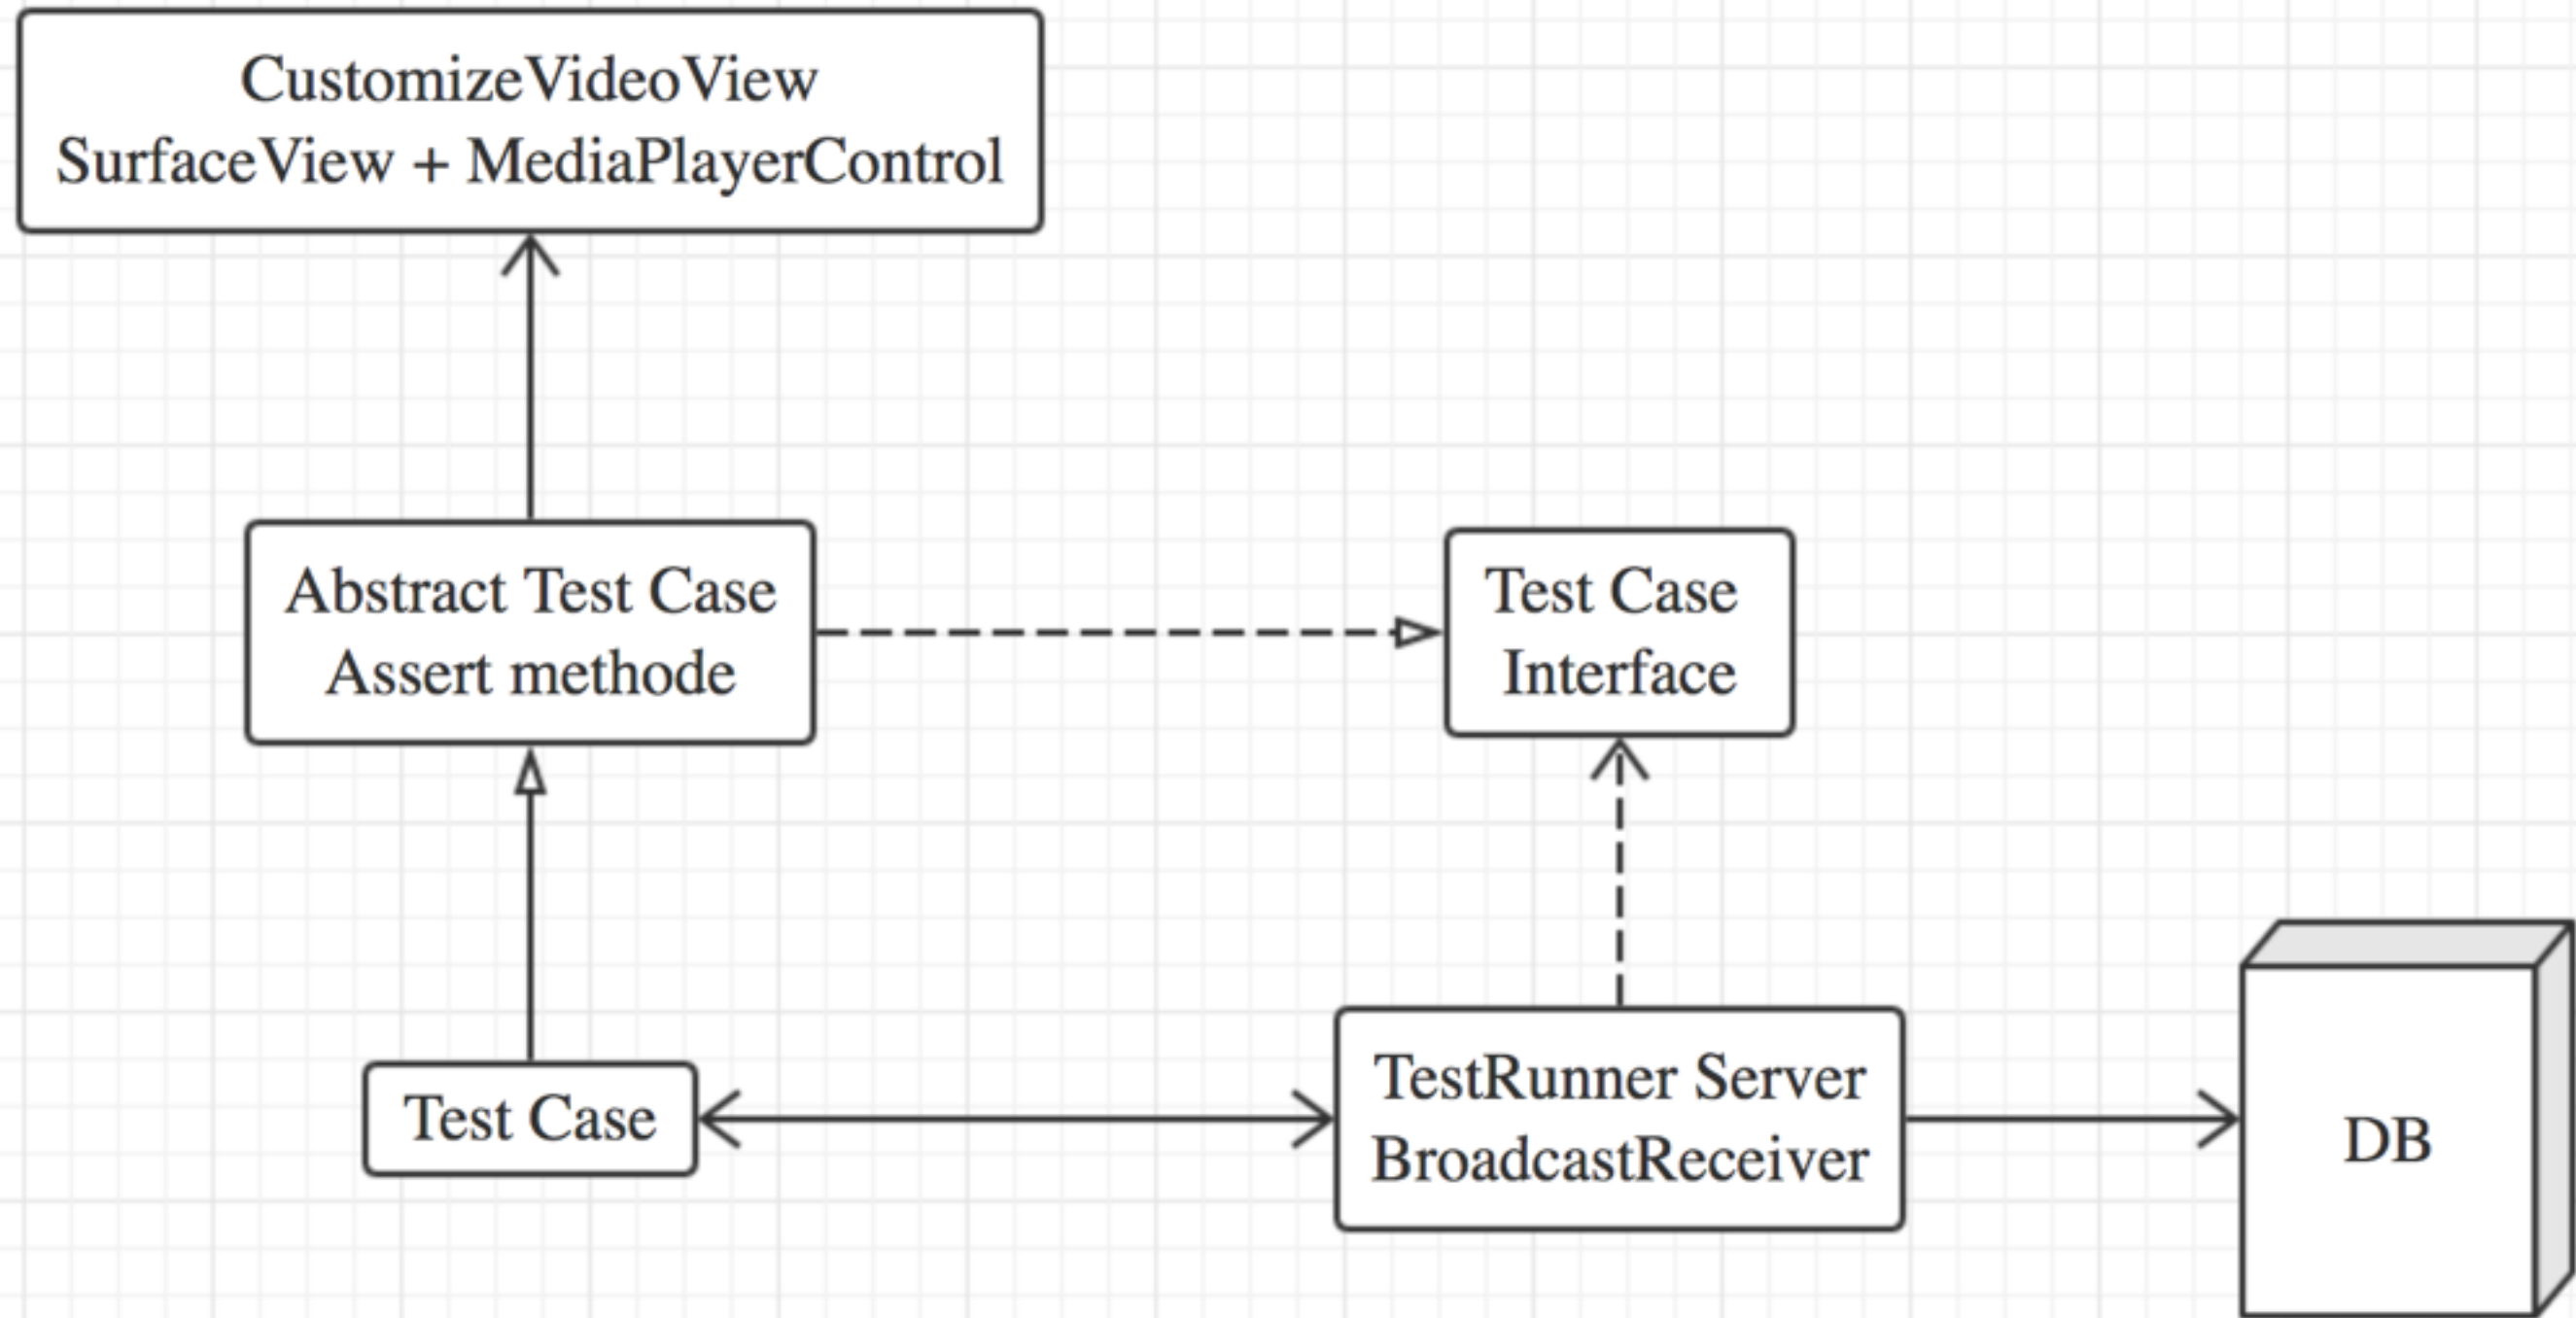 CustomizeVideoView
SurfaceView + MediaPlayerControl
Abstract Test Case
Assert methode
Test Case
Interface
Test Case
TestRunner Server
BroadcastReceiver
DB